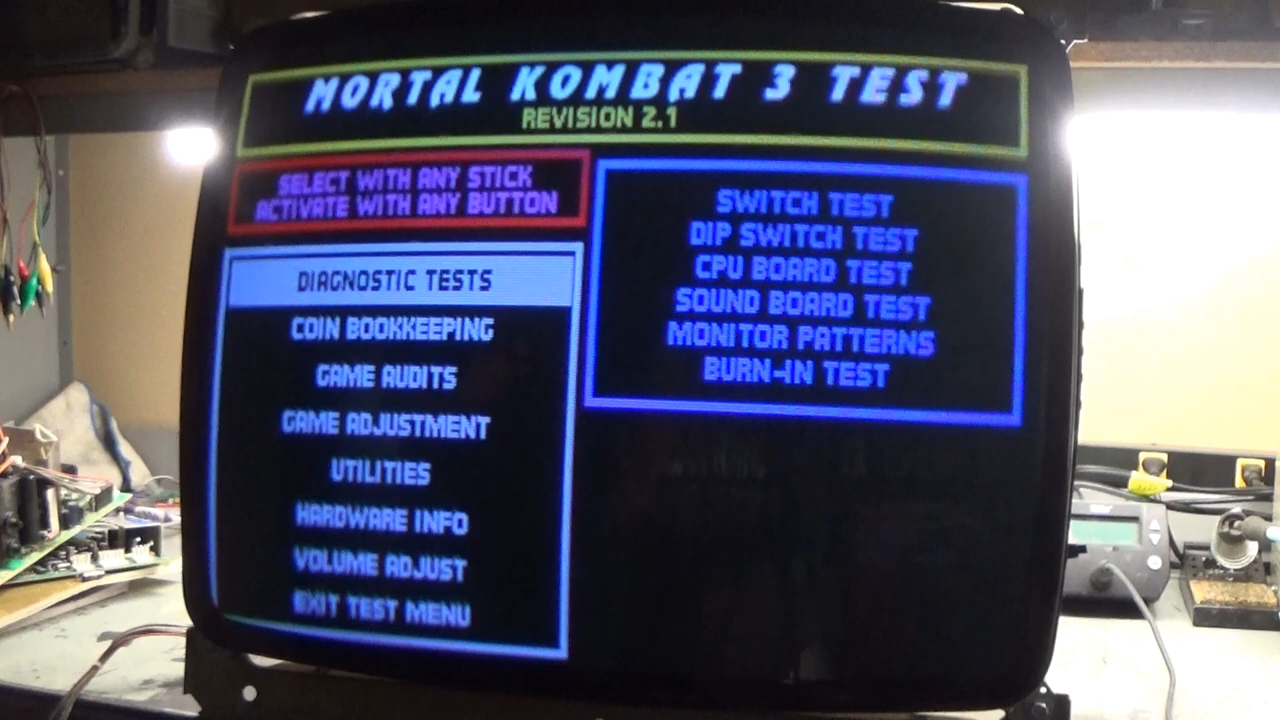 MORTAL KOMBAT 3 TEST
REVISION 2.1
SELECT WITH ANY STICK
ACTIVATE WITH ANY BUTTON
DIAGNOSTIC TESTS
COIN BOOKKEEPING
GAME AUDITS
GAME ADJUSTMENT
UTILITIES
HARDWARE INFO
VOLUME ADJUST
EXIT TEST MENU
SWITCH TEST
DIP SWITCH TEST
CPU BOARD TEST
SOUND BOARD TEST
MONITOR PATTERNS
BURN-IN TEST